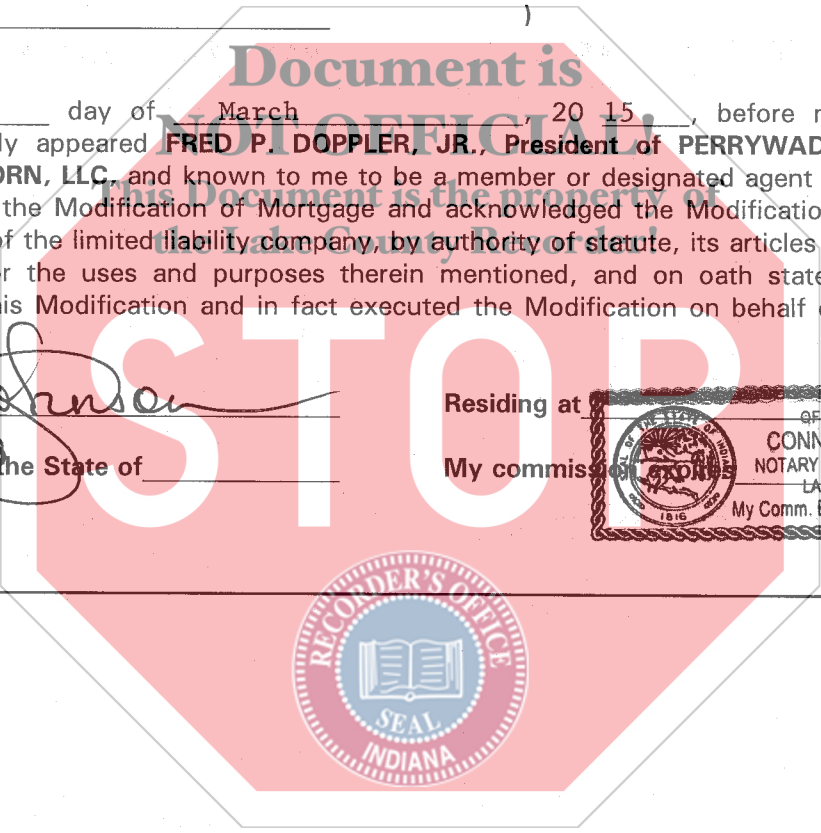 )
Document is
day of March, 20 15, before
NOT OFFICIAL!
appeared FRED P. DOPPLER, JR., President of PERRYWAD
ORN, LLC, and known to me to be a member or designated agent
This Document is the property of
the Modification of Mortgage and acknowledged the Modificatio
of the limited liability company, by authority of statute, its articles
the Lake County Recorder!
the uses and purposes therein mentioned, and on oath state
his Modification and in fact executed the Modification on behalf
STOP
Residing at
the State of
My commission expires
SEAL OF THE STATE OF INDIANA
1816
CONN
NOTARY
LA
My Comm. E
RECORDER'S OFFICE
SEAL
INDIANA